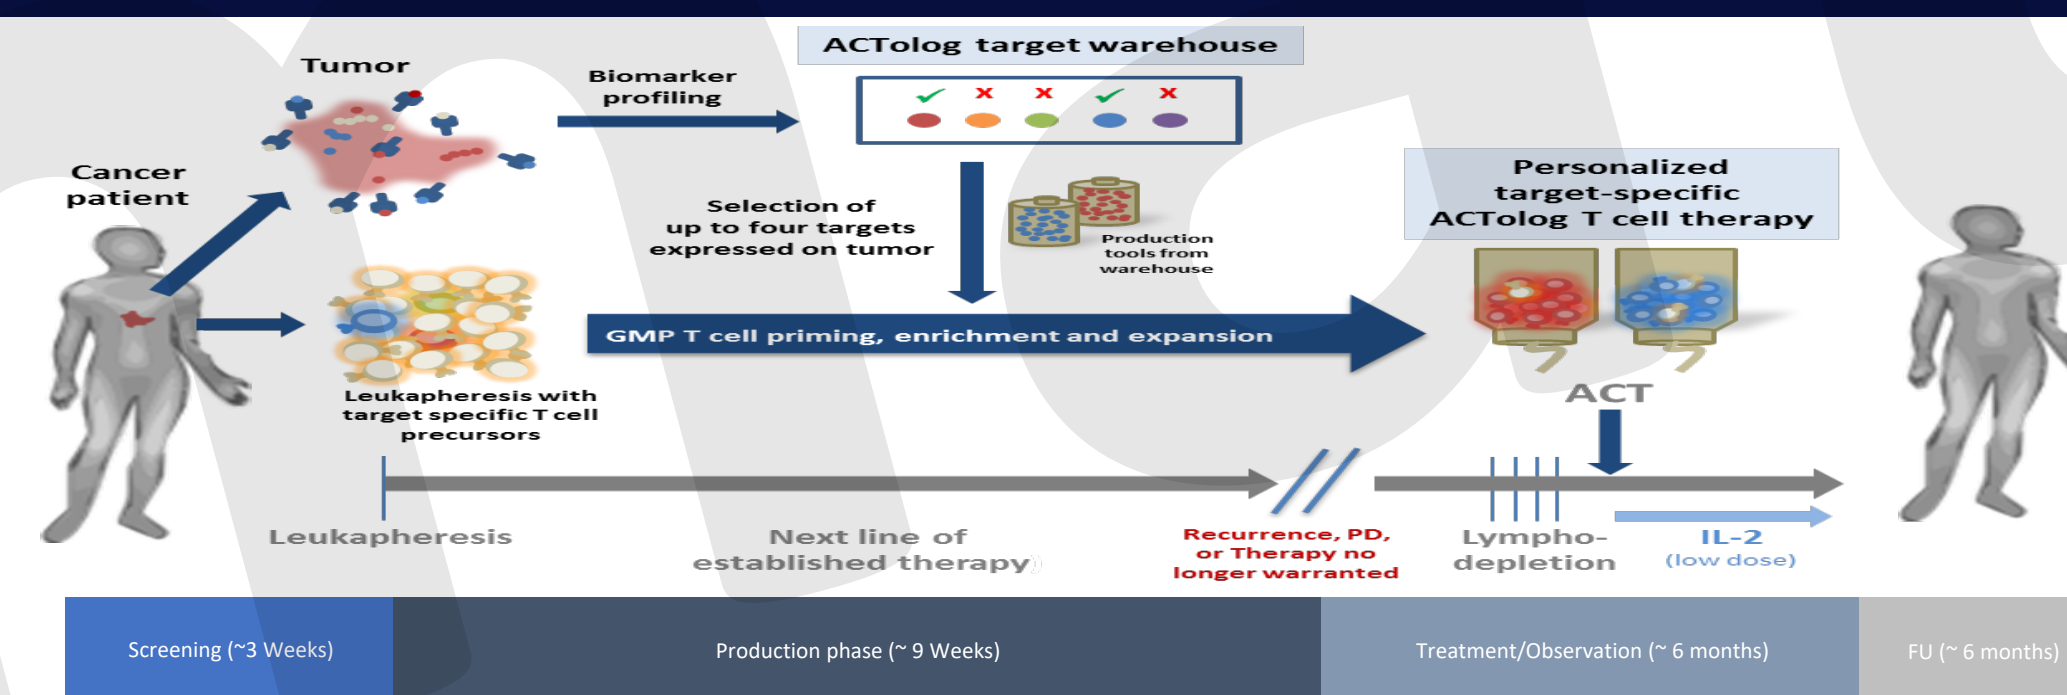 ACTolog target warehouse
Tumor
Biomarker
profiling
✓ x x ✓ x
Cancer
patient
Selection of
up to four targets
expressed on tumor
Production
tools from
warehouse
Personalized
target-specific
ACTolog T cell therapy
GMP T cell priming, enrichment and expansion
Leukapheresis with
target specific T cell
precursors
ACT
Leukapheresis
Next line of
established therapy)
Recurrence, PD,
or Therapy no
longer warranted
Lympho-
depletion
IL-2
(low dose)
Screening (~3 Weeks)
Production phase (~ 9 Weeks)
Treatment/Observation (~ 6 months)
FU (~ 6 months)